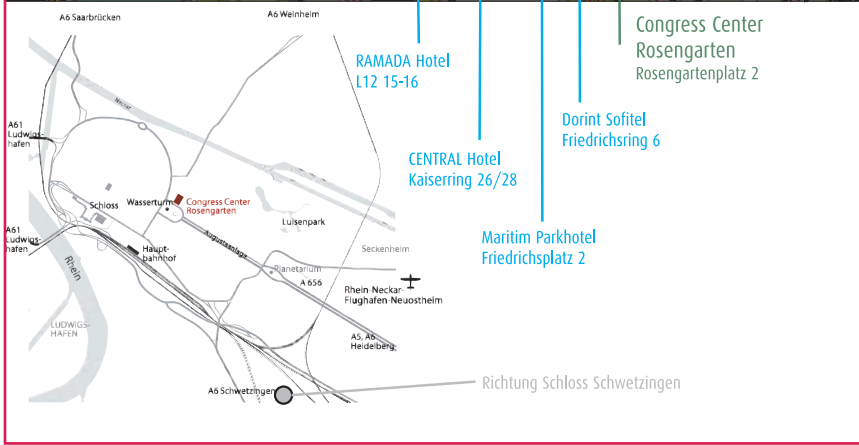 A6 Saarbrücken
A6 Weinheim
Neckar
A61
Ludwigs-
hafen
Schloss
Wasserturm
Congress Center
Rosengarten
Luisenpark
A61
Ludwigs-
hafen
Haupt-
bahnhof
Augustaanlage
Seckenheim
Rhein
Planetarium
A 656
Rhein-Neckar-
Flughafen-Neuostheim
LUDWIGS-
HAFEN
A5, A6
Heidelberg
A6 Schwetzingen
RAMADA Hotel
L12 15-16
CENTRAL Hotel
Kaiserring 26/28
Maritim Parkhotel
Friedrichsplatz 2
Dorint Sofitel
Friedrichsring 6
Congress Center
Rosengarten
Rosengartenplatz 2
Richtung Schloss Schwetzingen